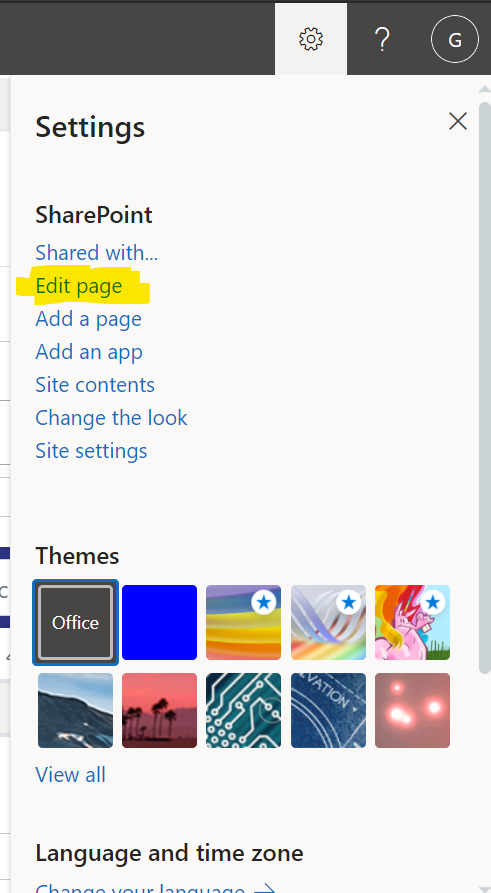 G
Settings
SharePoint
Shared with...
Edit page
Add a page
Add an app
Site contents
Change the look
Site settings
Themes
Office
View all
Language and time zone
Change your language